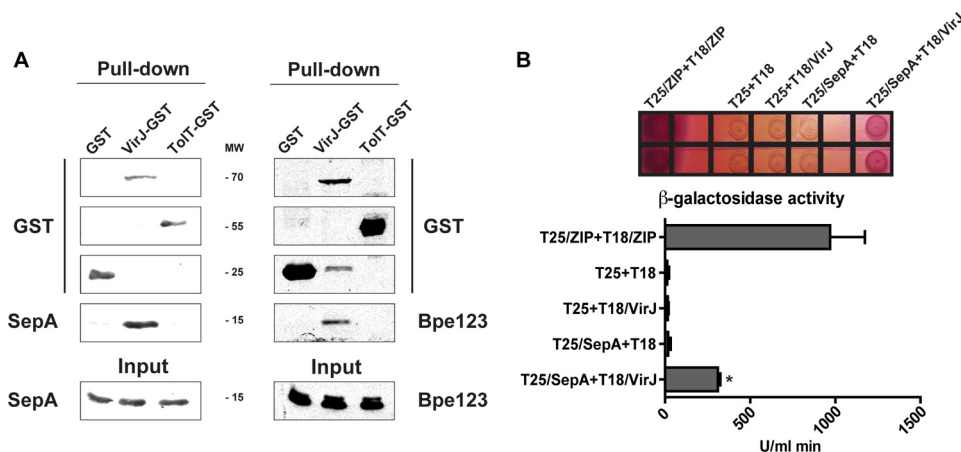 A
Pull-down
Pull-down
GST
VirJ-GST
TolT-GST
MW
GST
VirJ-GST
TolT-GST
- 70
GST
- 55
GST
- 25
SepA
- 15
Bpe123
Input
Input
SepA
- 15
Bpe123
B
T25/ZIP+T18/ZIP
T25+T18
T25+T18/VirJ
T25/SepA+T18
T25/SepA+T18/VirJ
β-galactosidase activity
T25/ZIP+T18/ZIP
T25+T18
T25+T18/VirJ
T25/SepA+T18
T25/SepA+T18/VirJ
*
0
500
1000
1500
U/ml min